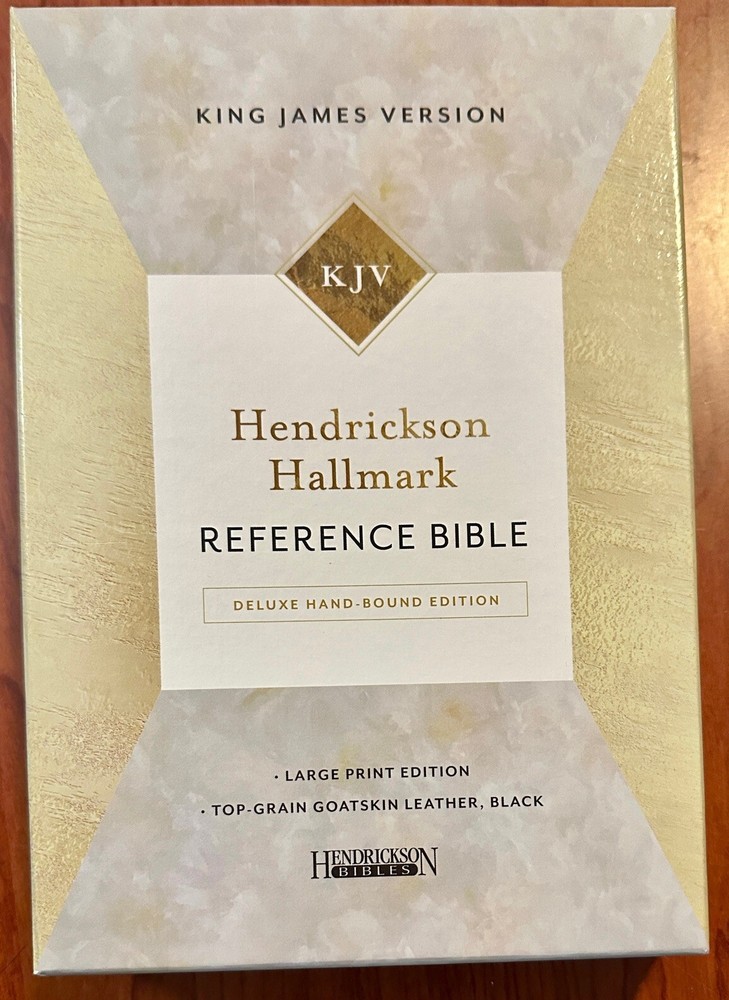 KING JAMES VERSION
KJV
Hendrickson
Hallmark
REFERENCE BIBLE
DELUXE HAND-BOUND EDITION
· LARGE PRINT EDITION
· TOP-GRAIN GOATSKIN LEATHER, BLACK
HENDRICKSON
BIBLES